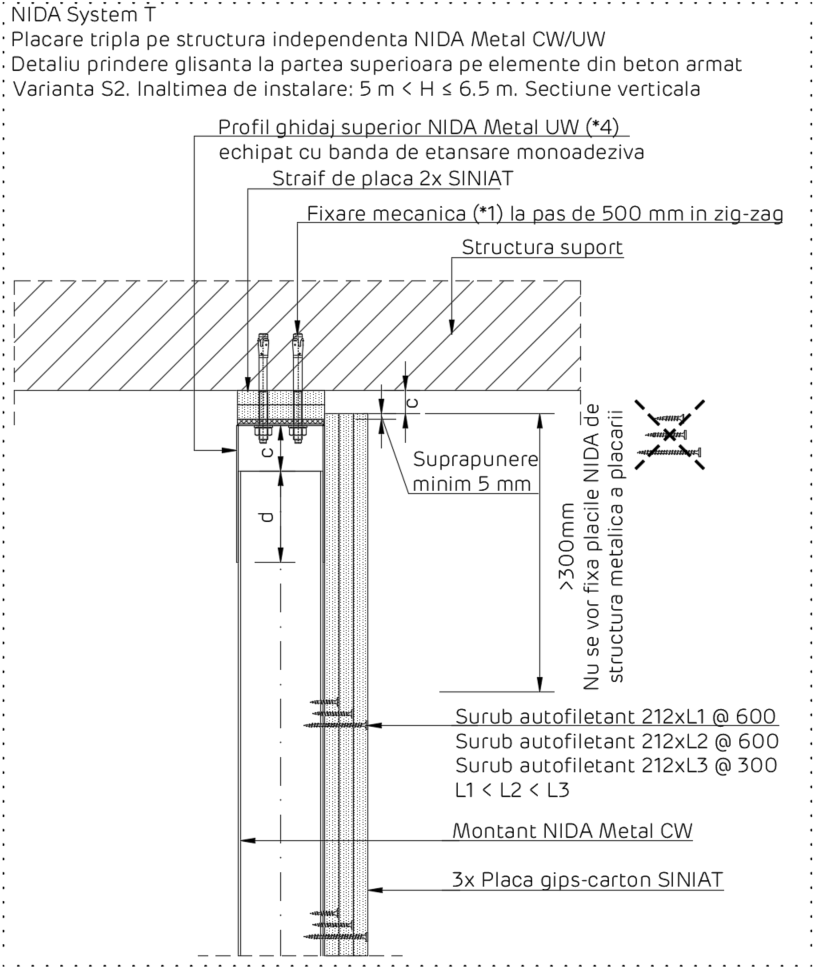 NIDA System T
Placare tripla pe structura independenta NIDA Metal CW/UW
Detaliu prindere glisanta la partea superioara pe elemente din beton armat
Varianta S2. Inaltimea de instalare: 5 m < H ≤ 6.5 m. Sectiune verticala
Profil ghidaj superior NIDA Metal UW (*4)
echipat cu banda de etansare monoadeziva
Straif de placa 2x SINIAT
Fixare mecanica (*1) la pas de 500 mm in zig-zag
Structura suport
c
c
d
Suprapunere
minim 5 mm
>300mm
Nu se vor fixa placile NIDA de
structura metalica a placarii
Surub autofiletant 212xL1 @ 600
Surub autofiletant 212xL2 @ 600
Surub autofiletant 212xL3 @ 300
L1 < L2 < L3
Montant NIDA Metal CW
3x Placa gips-carton SINIAT